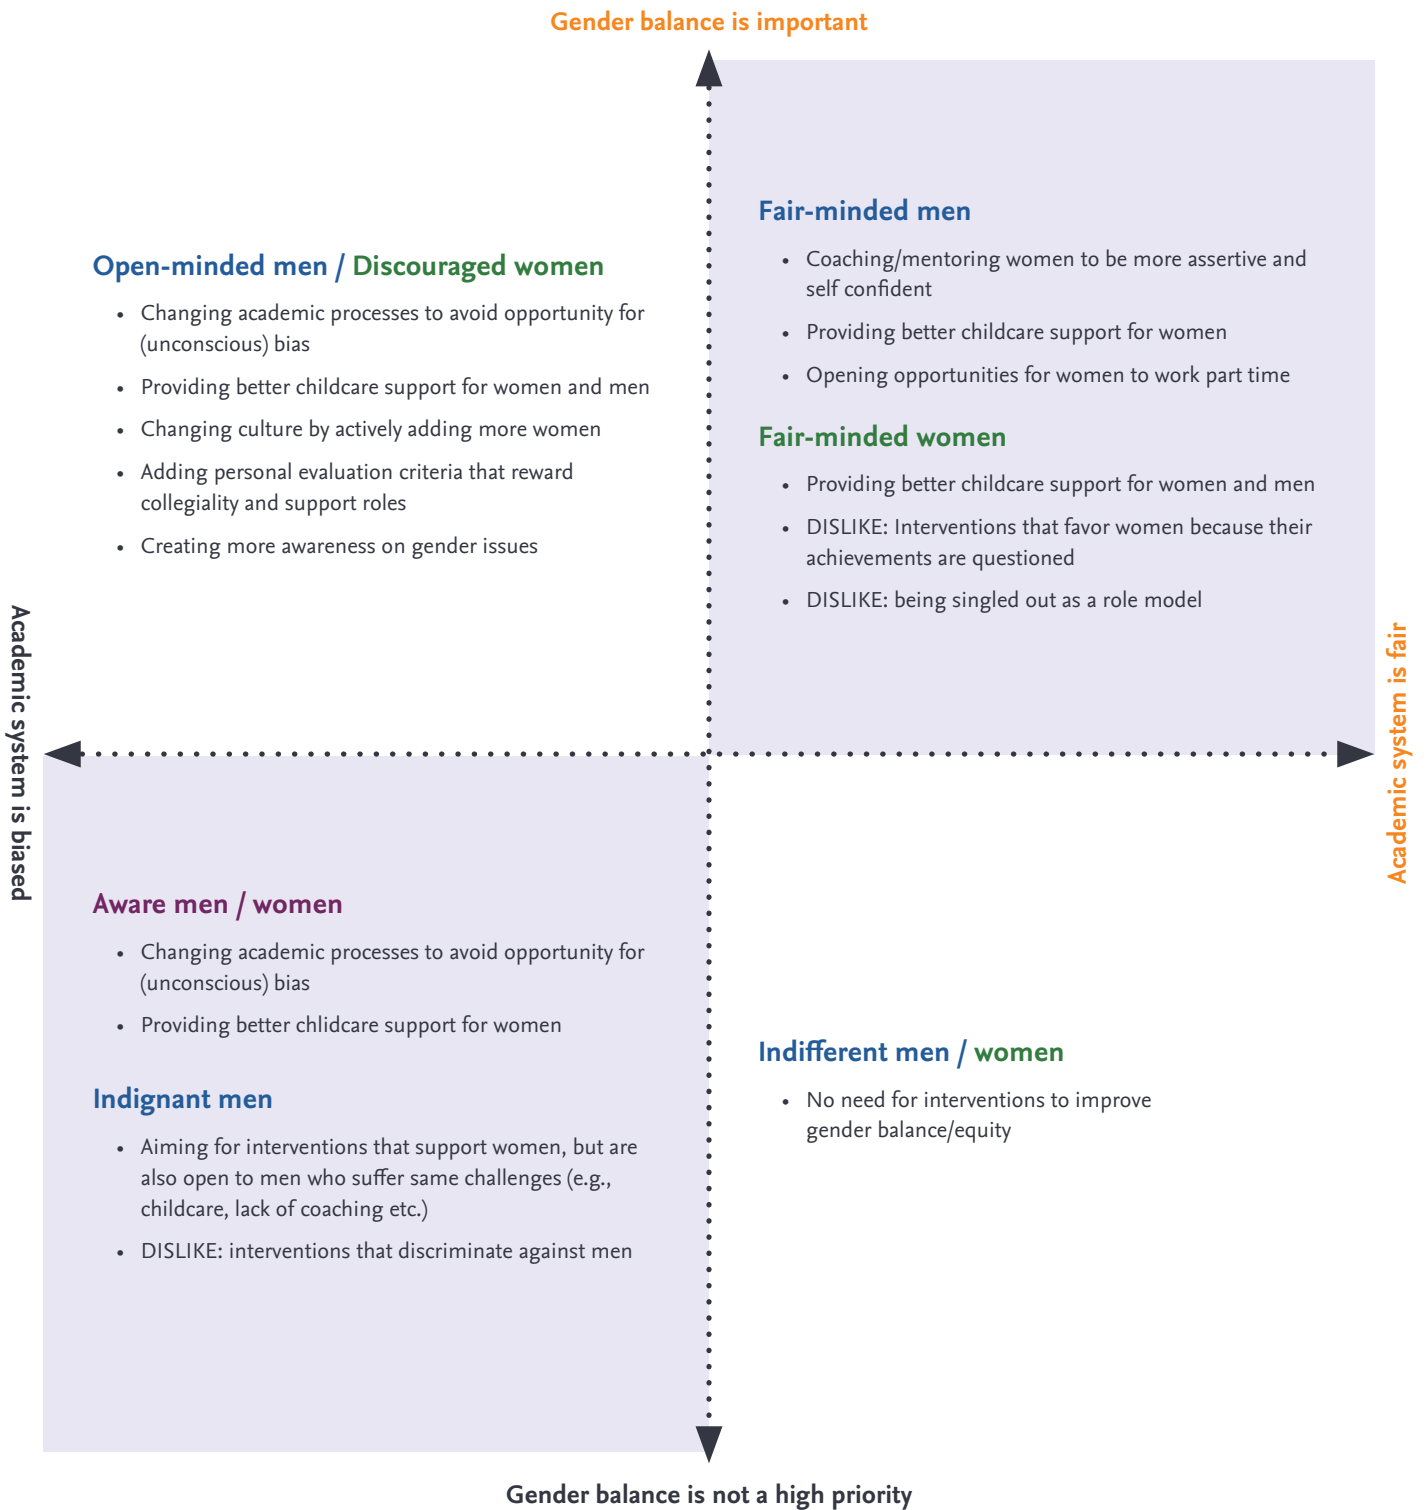 Gender balance is important
Open-minded men / Discouraged women
• Changing academic processes to avoid opportunity for
(unconscious) bias
• Providing better childcare support for women and men
• Changing culture by actively adding more women
• Adding personal evaluation criteria that reward
collegiality and support roles
• Creating more awareness on gender issues
Fair-minded men
• Coaching/mentoring women to be more assertive and
self confident
• Providing better childcare support for women
• Opening opportunities for women to work part time
Fair-minded women
• Providing better childcare support for women and men
• DISLIKE: Interventions that favor women because their
achievements are questioned
• DISLIKE: being singled out as a role model
Academic system is biased
Academic system is fair
Aware men / women
• Changing academic processes to avoid opportunity for
(unconscious) bias
• Providing better chlidcare support for women
Indignant men
• Aiming for interventions that support women, but are
also open to men who suffer same challenges (e.g.,
childcare, lack of coaching etc.)
• DISLIKE: interventions that discriminate against men
Indifferent men / women
• No need for interventions to improve
gender balance/equity
Gender balance is not a high priority